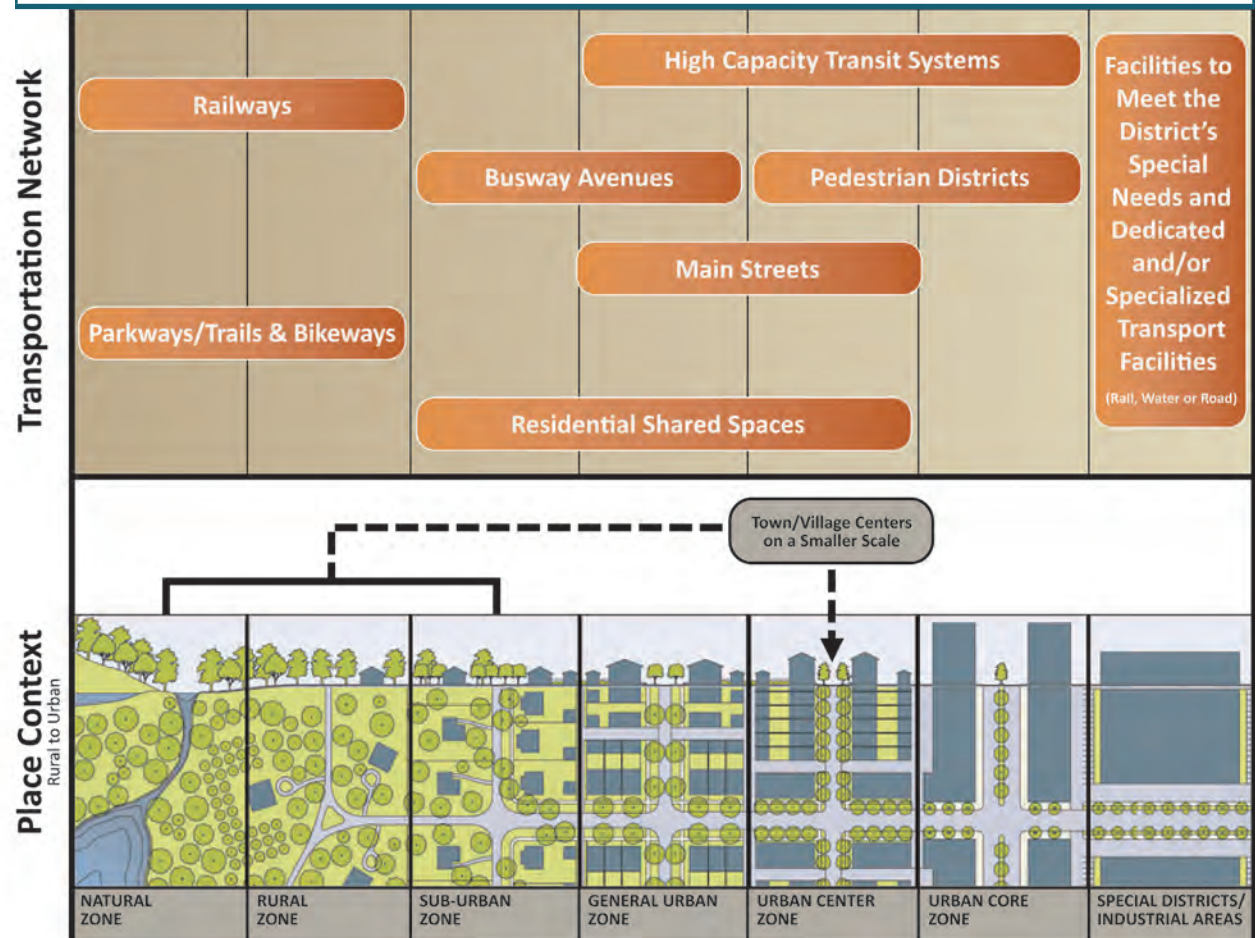 Transportation Network
High Capacity Transit Systems
Railways
Busway Avenues
Pedestrian Districts
Main Streets
Parkways/Trails & Bikeways
Residential Shared Spaces
Facilities to
Meet the
District's
Special
Needs and
Dedicated
and/or
Specialized
Transport
Facilities
(Rail, Water or Road)
Town/Village Centers
on a Smaller Scale
Place Context
Rural to Urban
NATURAL
ZONE
RURAL
ZONE
SUB-URBAN
ZONE
GENERAL URBAN
ZONE
URBAN CENTER
ZONE
URBAN CORE
ZONE
SPECIAL DISTRICTS/
INDUSTRIAL AREAS